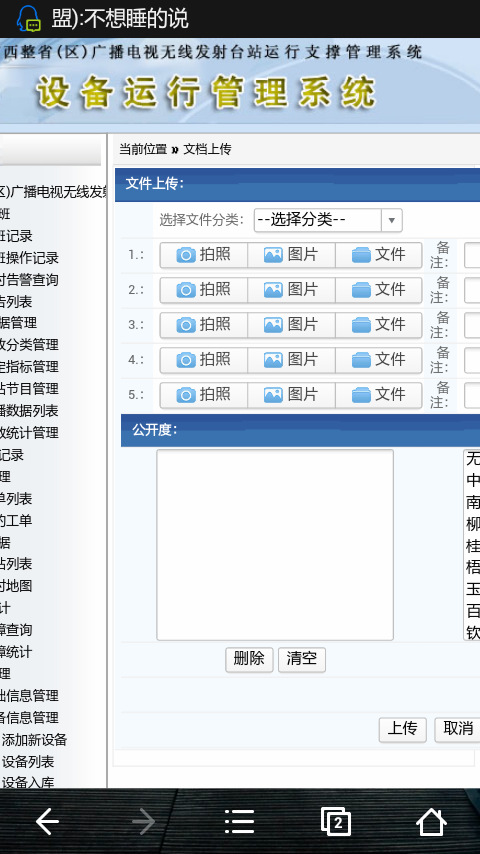 盟):不想睡的说
西整省(区)广播电视无线发射台站运行支撑管理系统
设备运行管理系统
当前位置 » 文档上传
区)广播电视无线发射
班
班记录
班操作记录
时告警查询
告列表
据管理
故分类管理
定指标管理
站节目管理
播数据列表
故统计管理
记录
理
单列表
的工单
据
站列表
时地图
计
障查询
障统计
理
础信息管理
备信息管理
添加新设备
设备列表
设备入库
文件上传:
选择文件分类: --选择分类--
1.: 拍照 图片 文件 备注:
2.: 拍照 图片 文件 备注:
3.: 拍照 图片 文件 备注:
4.: 拍照 图片 文件 备注:
5.: 拍照 图片 文件 备注:
公开度:
无
中
南
柳
桂
梧
玉
百
钦
删除 清空
上传 取消
2